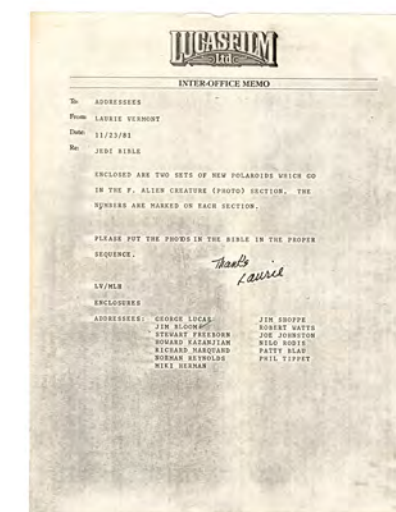 LUCASFILM
Ltd
INTER-OFFICE MEMO
To: ADDRESSEES
From: LAURIE VERMONT
Date: 11/23/81
Re: JEDI BIBLE
ENCLOSED ARE TWO SETS OF NEW POLAROIDS WHICH GO
IN THE F. ALIEN CREATURE (PHOTO) SECTION. THE
NUMBERS ARE MARKED ON EACH SECTION.
PLEASE PUT THE PHOTOS IN THE BIBLE IN THE PROPER
SEQUENCE.
Thanks
Laurie
LV/MLB
ENCLOSURES
ADDRESSEES: GEORGE LUCAS JIM SHOPPE
JIM BLOOM ROBERT WATTS
STEWART FREEBORN JOE JOHNSTON
HOWARD KAZANJIAM NILO RODIS
RICHARD MARQUAND PATTY BLAU
NORMAN REYNOLDS PHIL TIPPET
MIKI HERMAN